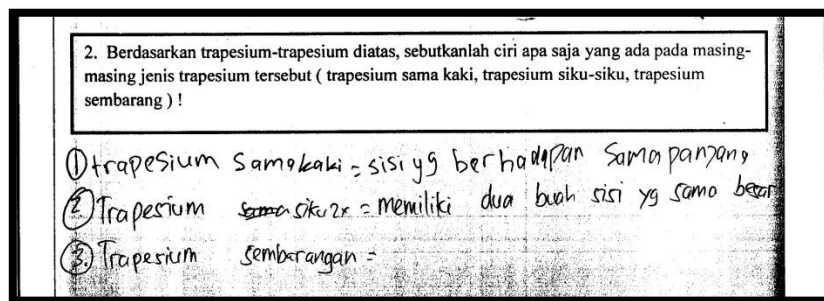 2. Berdasarkan trapesium-trapesium diatas, sebutkanlah ciri apa saja yang ada pada masing-
masing jenis trapesium tersebut ( trapesium sama kaki, trapesium siku-siku, trapesium
sembarang ) !
① trapesium samakaki = sisi yg berhadapan sama panjang
② Trapesium sama siku 2x = memiliki dua buah sisi yg sama besar
③. Trapesium sembarangan =